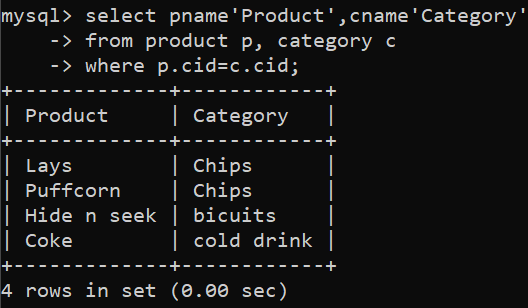 mysql> select pname'Product',cname'Category'
    -> from product p, category c
    -> where p.cid=c.cid;
+-------------+------------+
| Product     | Category   |
+-------------+------------+
| Lays        | Chips      |
| Puffcorn    | Chips      |
| Hide n seek | bicuits    |
| Coke        | cold drink |
+-------------+------------+
4 rows in set (0.00 sec)